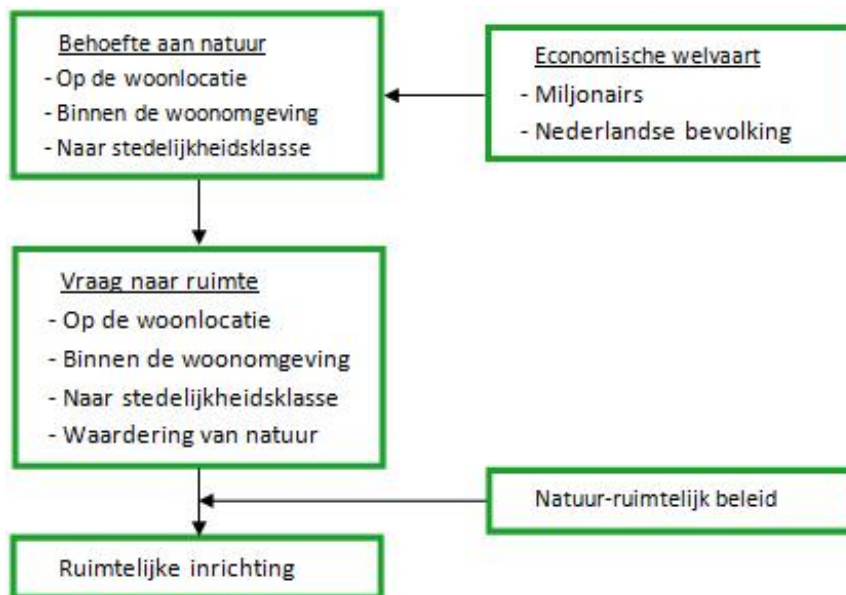 Behoefte aan natuur
- Op de woonlocatie
- Binnen de woonomgeving
- Naar stedelijkheidsklasse
Economische welvaart
- Miljonairs
- Nederlandse bevolking
Vraag naar ruimte
- Op de woonlocatie
- Binnen de woonomgeving
- Naar stedelijkheidsklasse
- Waardering van natuur
Natuur-ruimtelijk beleid
Ruimtelijke inrichting